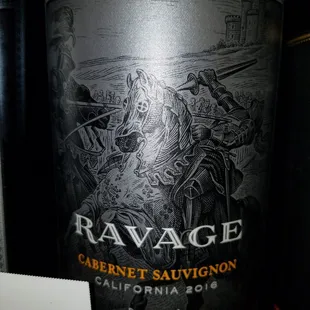 RAVAGE
CABERNET SAUVIGNON
CALIFORNIA 2016